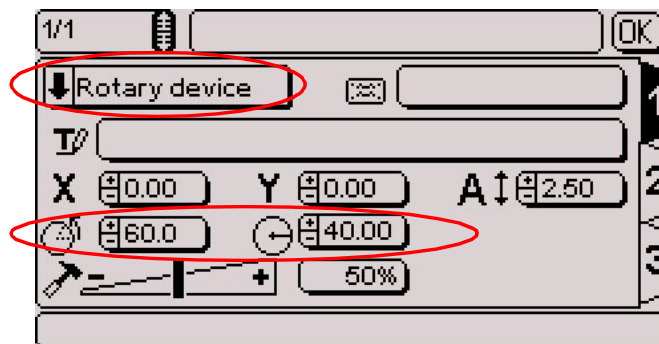 1/1 OK
Rotary device 1
T
X 0.00 Y 0.00 A 2.50 2
60.0 40.00
- + 50% 3